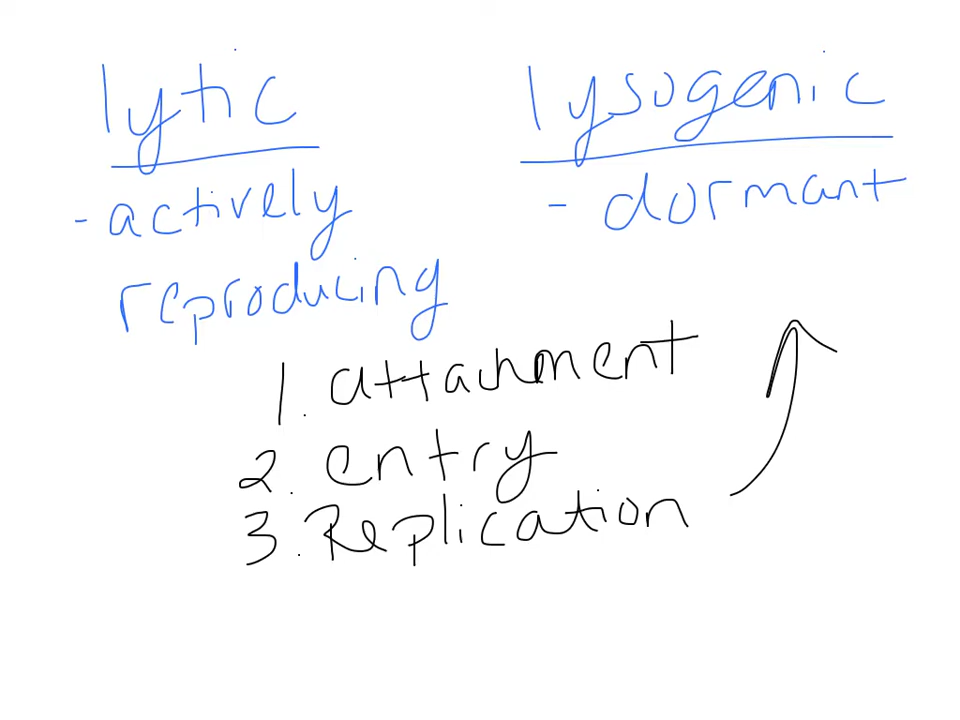 lytic
lysogenic
- actively
reproducing
- dormant
1. attachment
2. entry
3. Replication